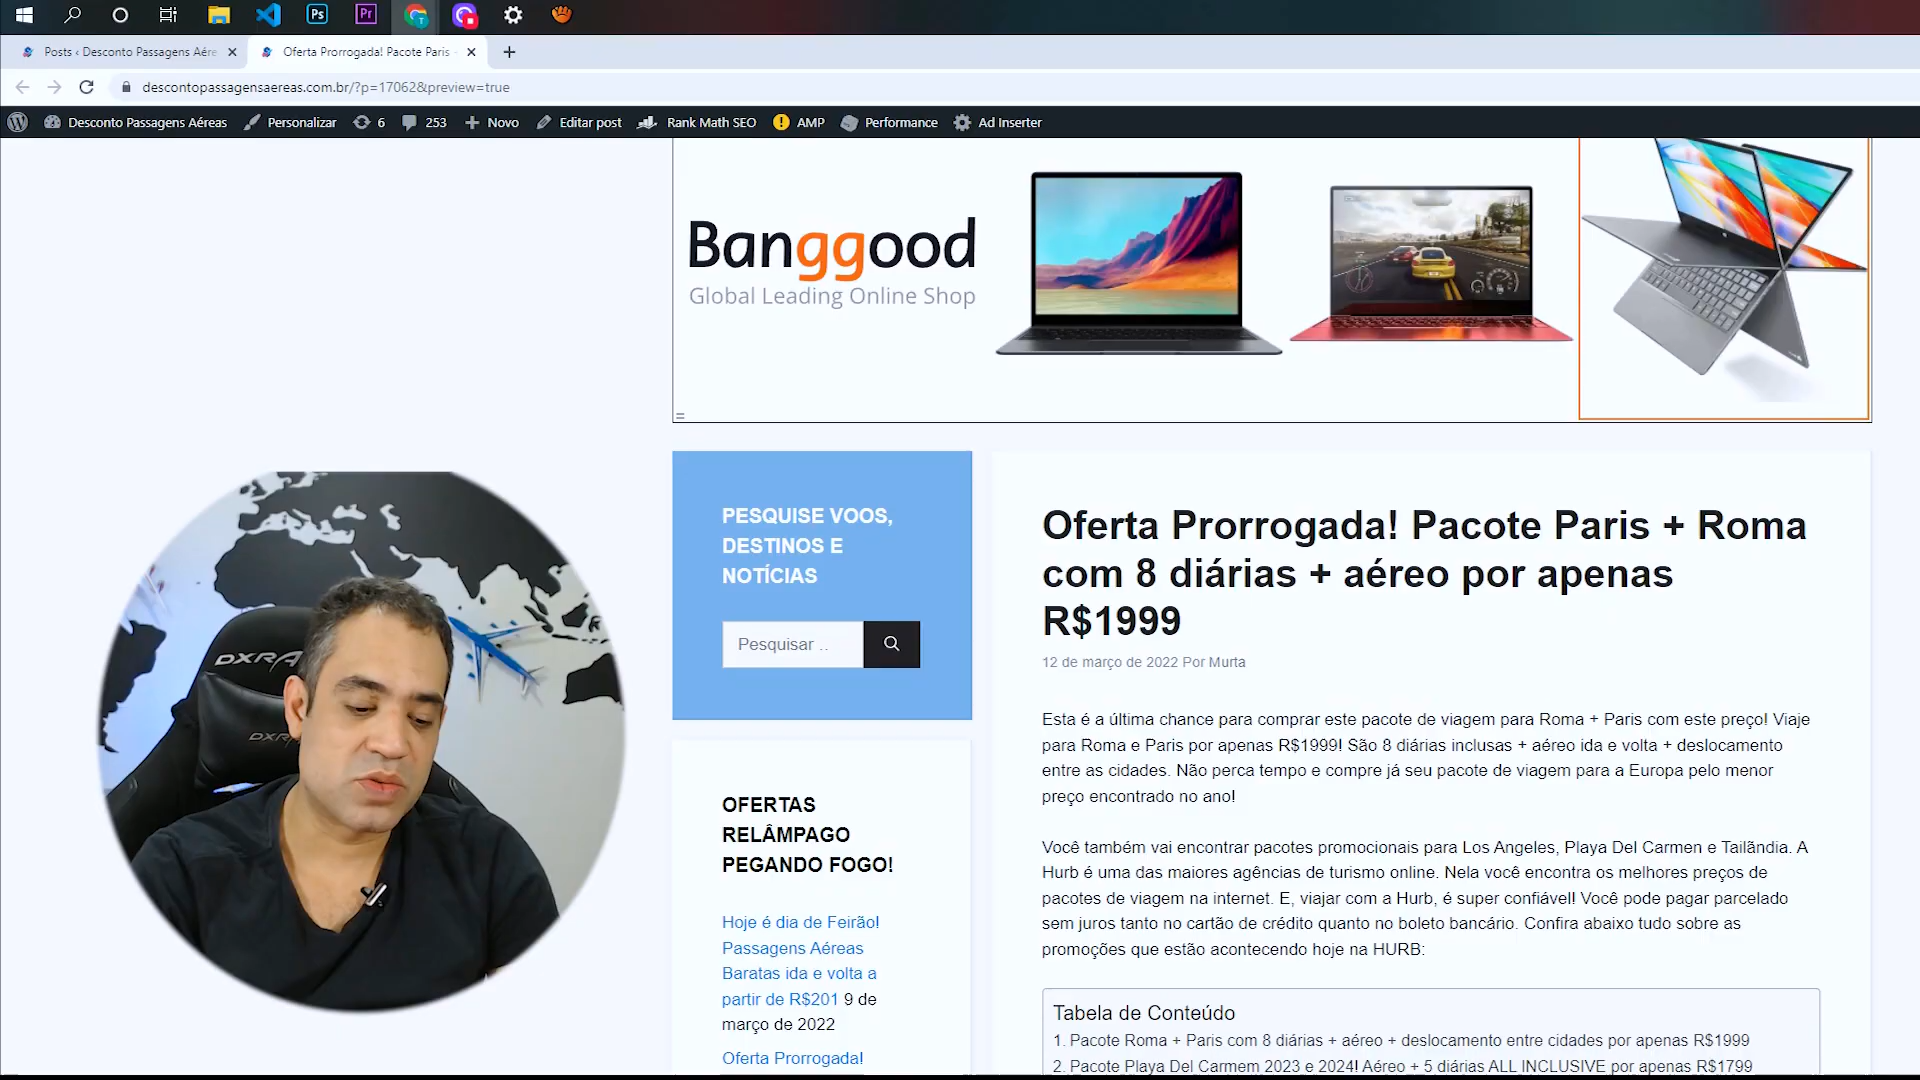 Ps
Pr
Posts ‹ Desconto Passagens Aére
Oferta Prorrogada! Pacote Paris
descontopassagensaereas.com.br/?p=17062&preview=true
Desconto Passagens Aéreas
Personalizar
6
253
Novo
Editar post
Rank Math SEO
AMP
Performance
Ad Inserter
Banggood
Global Leading Online Shop
PESQUISE VOOS,
DESTINOS E
NOTÍCIAS
Pesquisar ..
OFERTAS
RELÂMPAGO
PEGANDO FOGO!
Hoje é dia de Feirão!
Passagens Aéreas
Baratas ida e volta a
partir de R$201 9 de
março de 2022
Oferta Prorrogada!
Oferta Prorrogada! Pacote Paris + Roma
com 8 diárias + aéreo por apenas
R$1999
12 de março de 2022 Por Murta
Esta é a última chance para comprar este pacote de viagem para Roma + Paris com este preço! Viaje
para Roma e Paris por apenas R$1999! São 8 diárias inclusas + aéreo ida e volta + deslocamento
entre as cidades. Não perca tempo e compre já seu pacote de viagem para a Europa pelo menor
preço encontrado no ano!
Você também vai encontrar pacotes promocionais para Los Angeles, Playa Del Carmen e Tailândia. A
Hurb é uma das maiores agências de turismo online. Nela você encontra os melhores preços de
pacotes de viagem na internet. E, viajar com a Hurb, é super confiável! Você pode pagar parcelado
sem juros tanto no cartão de crédito quanto no boleto bancário. Confira abaixo tudo sobre as
promoções que estão acontecendo hoje na HURB:
Tabela de Conteúdo
1. Pacote Roma + Paris com 8 diárias + aéreo + deslocamento entre cidades por apenas R$1999
2. Pacote Playa Del Carmem 2023 e 2024! Aéreo + 5 diárias ALL INCLUSIVE por apenas R$1799